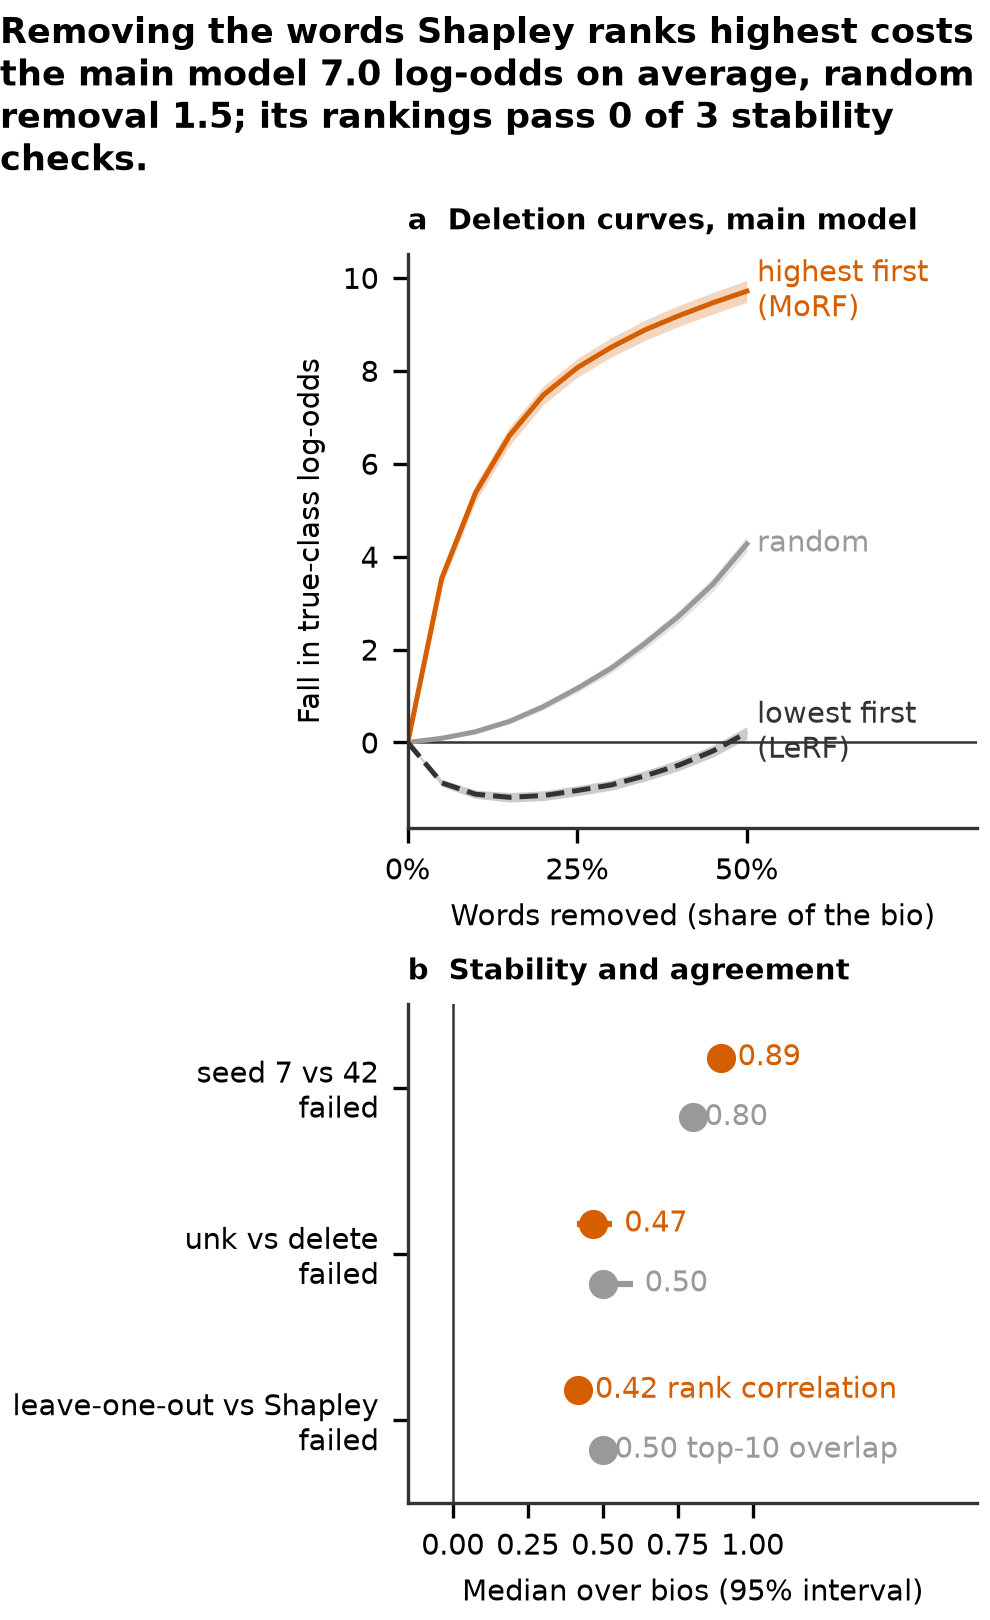 Removing the words Shapley ranks highest costs
the main model 7.0 log-odds on average, random
removal 1.5; its rankings pass 0 of 3 stability
checks.
a Deletion curves, main model
highest first
(MoRF)
random
lowest first
(LeRF)
10
8
6
4
2
0
Fall in true-class log-odds
0% 25% 50%
Words removed (share of the bio)
b Stability and agreement
seed 7 vs 42
failed
0.89
0.80
unk vs delete
failed
0.47
0.50
leave-one-out vs Shapley
failed
0.42 rank correlation
0.50 top-10 overlap
0.00 0.25 0.50 0.75 1.00
Median over bios (95% interval)